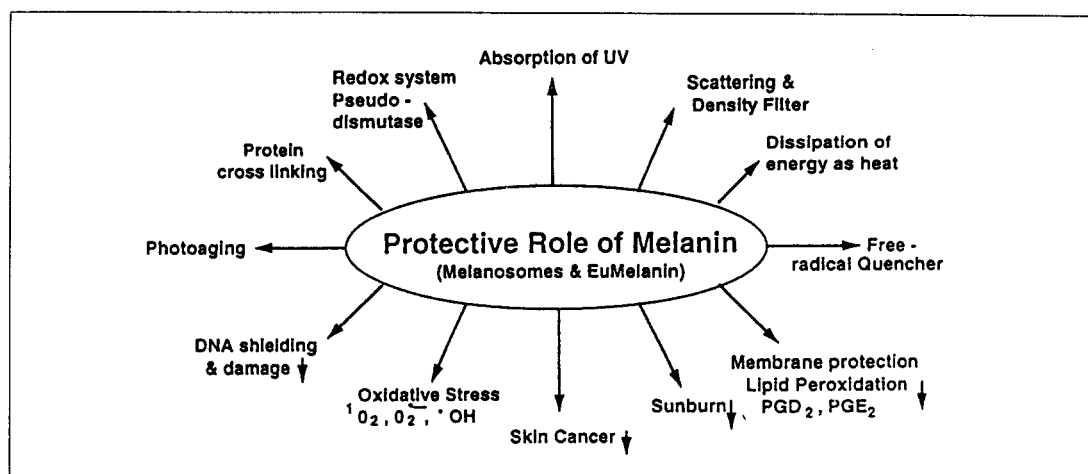 Absorption of UV
Redox system
Pseudo -
dismutase
Scattering &
Density Filter
Protein
cross linking
Dissipation of
energy as heat
Photoaging
Protective Role of Melanin
(Melanosomes & EuMelanin)
Free -
radical Quencher
DNA shielding
& damage ↓
Oxidative Stress
¹O₂, O₂⁻, ·OH
Skin Cancer ↓
Sunburn ↓
Membrane protection
Lipid Peroxidation ↓
PGD₂, PGE₂